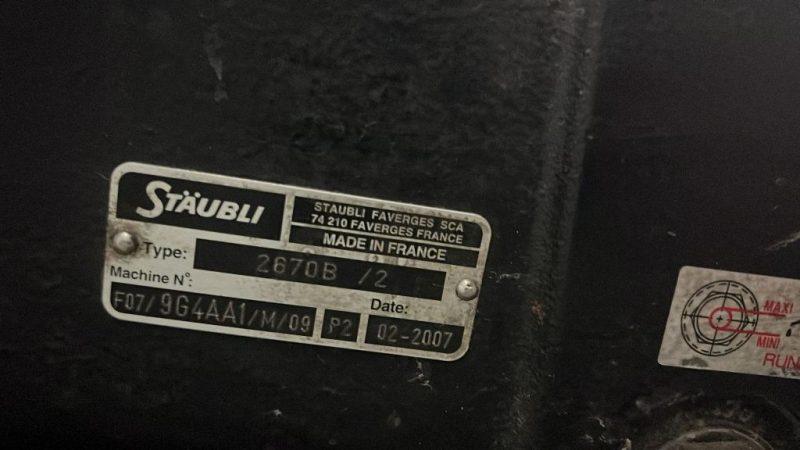 STÄUBLI
STAUBLI FAVERGES SCA
74 210 FAVERGES FRANCE
MADE IN FRANCE
Type: 2670B /2
Machine N°:
Date:
F07/9G4AA1/M/09 P2 02-2007
MAXI
MINI